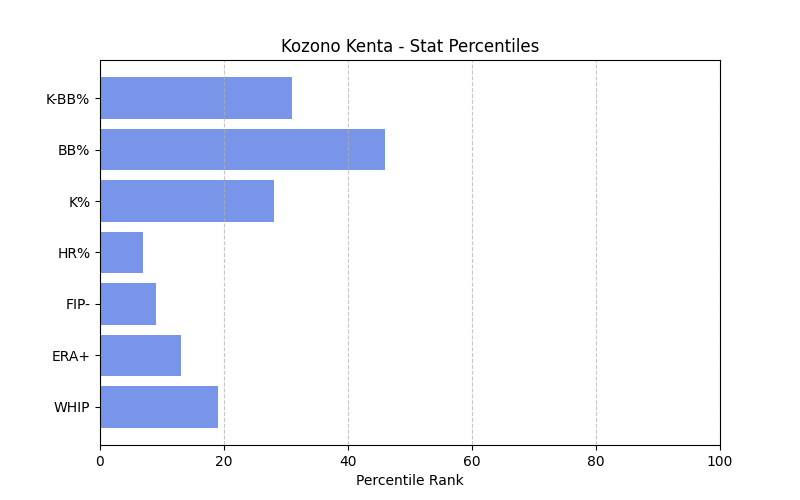 Kozono Kenta - Stat Percentiles
K-BB%
BB%
K%
HR%
FIP-
ERA+
WHIP
0 20 40 60 80 100
Percentile Rank